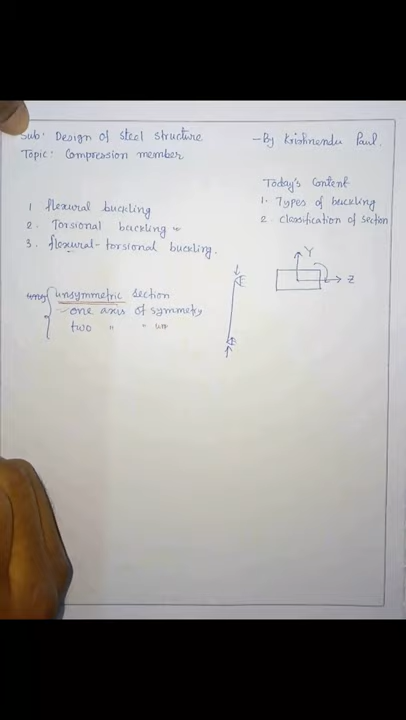 Sub: Design of steel structure
-By Krishnendu Paul.
Topic: Compression member
Today's Content
1. Types of buckling
2. Classification of section
1 flexural buckling
2. Torsional buckling
3. flexural-torsional buckling.
Y
Z
unsymmetric section
one axis of symmetry
two " "